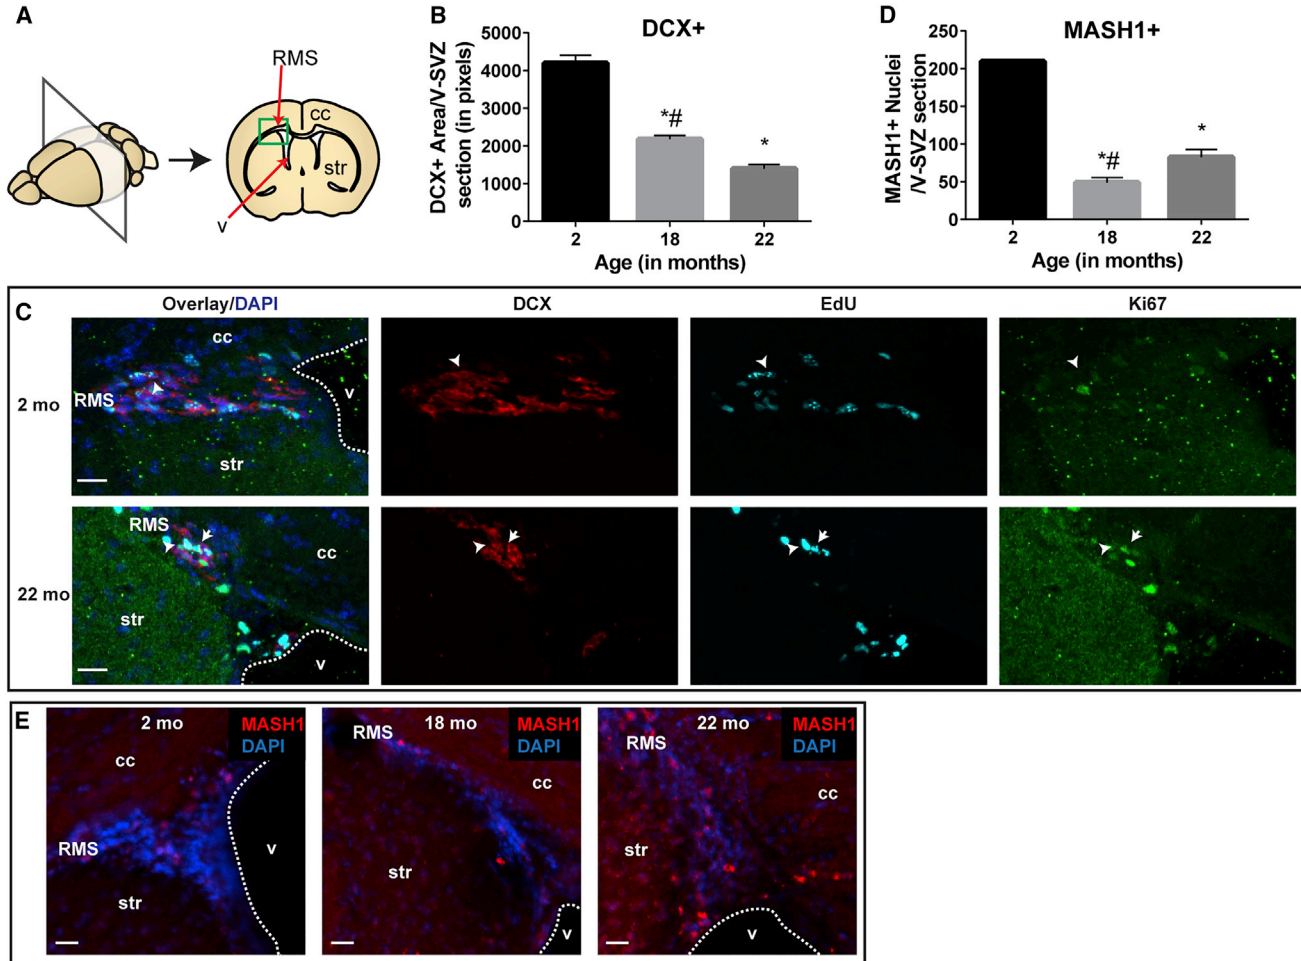 A
RMS
cc
str
v
B
DCX+
DCX+ Area/V-SVZ
section (in pixels)
5000
4000
3000
2000
1000
0
*#
*
2 18 22
Age (in months)
D
MASH1+
MASH1+ Nuclei
/V-SVZ section
250
200
150
100
50
0
*#
*
2 18 22
Age (in months)
C
Overlay/DAPI DCX EdU Ki67
2 mo
cc
RMS
v
str
22 mo
RMS
cc
str
v
E
2 mo
MASH1
DAPI
cc
RMS
v
str
18 mo
MASH1
DAPI
RMS
cc
str
v
22 mo
MASH1
DAPI
RMS
cc
str
v